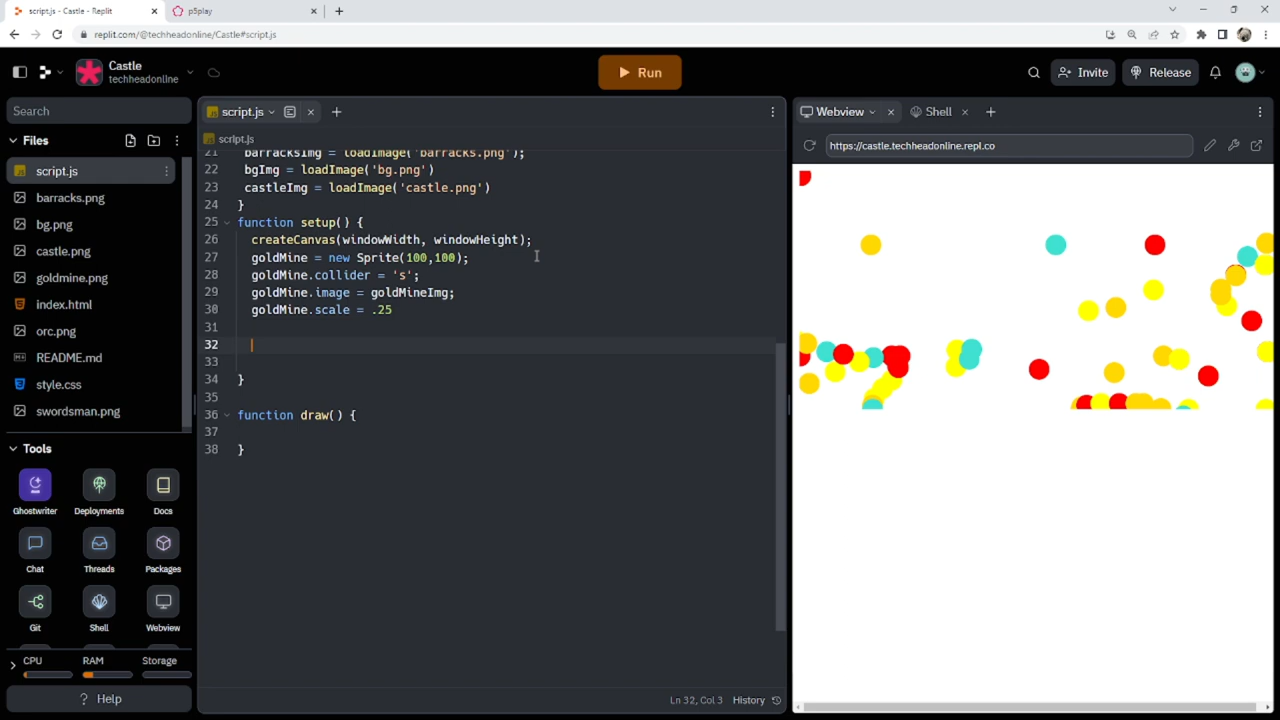 script.js - Castle - Replit
p5play
replit.com/@techheadonline/Castle#script.js
Castle
techheadonline
Run
Invite
Release
Search
Files
script.js
barracks.png
bg.png
castle.png
goldmine.png
index.html
orc.png
README.md
style.css
swordsman.png
Tools
Ghostwriter
Deployments
Docs
Chat
Threads
Packages
Git
Shell
Webview
CPU
RAM
Storage
? Help
script.js
script.js
21 barracksImg = loadImage('barracks.png');
22 bgImg = loadImage('bg.png')
23 castleImg = loadImage('castle.png')
24 }
25 function setup() {
26 createCanvas(windowWidth, windowHeight);
27 goldMine = new Sprite(100,100);
28 goldMine.collider = 's';
29 goldMine.image = goldMineImg;
30 goldMine.scale = .25
31
32
33
34 }
35
36 function draw() {
37
38 }
Ln 32, Col 3
History
Webview
Shell
https://castle.techheadonline.repl.co